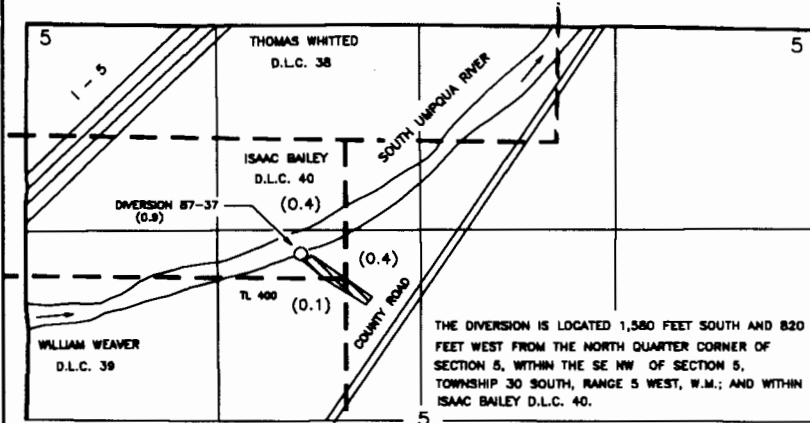 5
5
THOMAS WHITTED
D.L.C. 38
I - 5
SOUTH UMPQUA RIVER
ISAAC BAILEY
D.L.C. 40
DIVERSION 87-37
(0.9)
(0.4)
(0.4)
TL 400
(0.1)
COUNTY ROAD
WILLIAM WEAVER
D.L.C. 39
THE DIVERSION IS LOCATED 1,580 FEET SOUTH AND 820
FEET WEST FROM THE NORTH QUARTER CORNER OF
SECTION 5, WITHIN THE SE NW OF SECTION 5,
TOWNSHIP 30 SOUTH, RANGE 5 WEST, W.M.; AND WITHIN
ISAAC BAILEY D.L.C. 40.
5